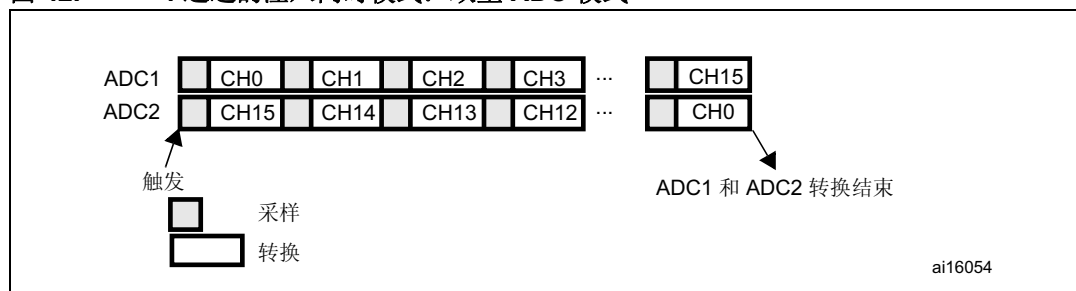 ADC1 CH0 CH1 CH2 CH3 ... CH15
ADC2 CH15 CH14 CH13 CH12 ... CH0
触发
ADC1 和 ADC2 转换结束
采样
转换
ai16054